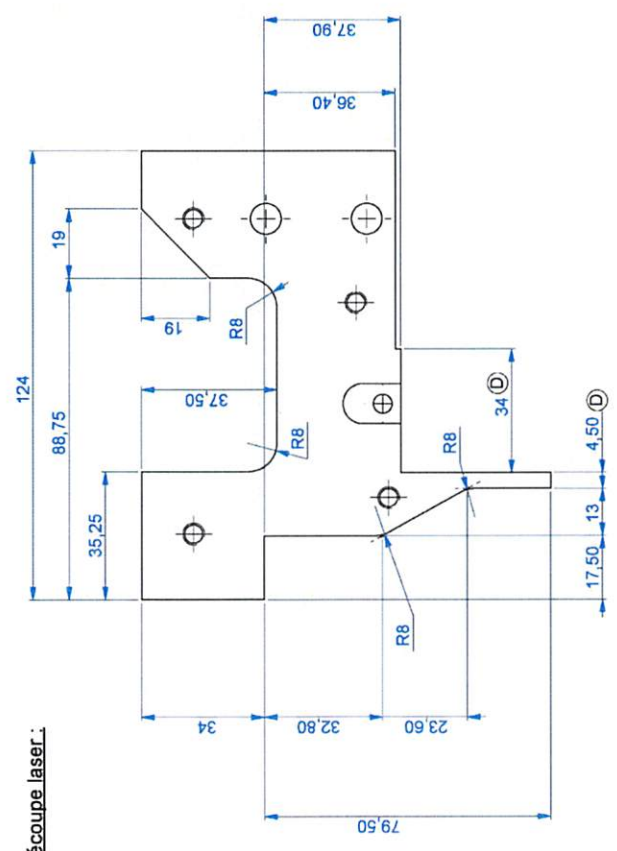 écoupe laser :
37,90
36,40
124
19
88,75
19
R8
37,50
35,25
R8
34 D
4,50 D
R8
13
17,50
R8
34
32,80
23,60
79,50